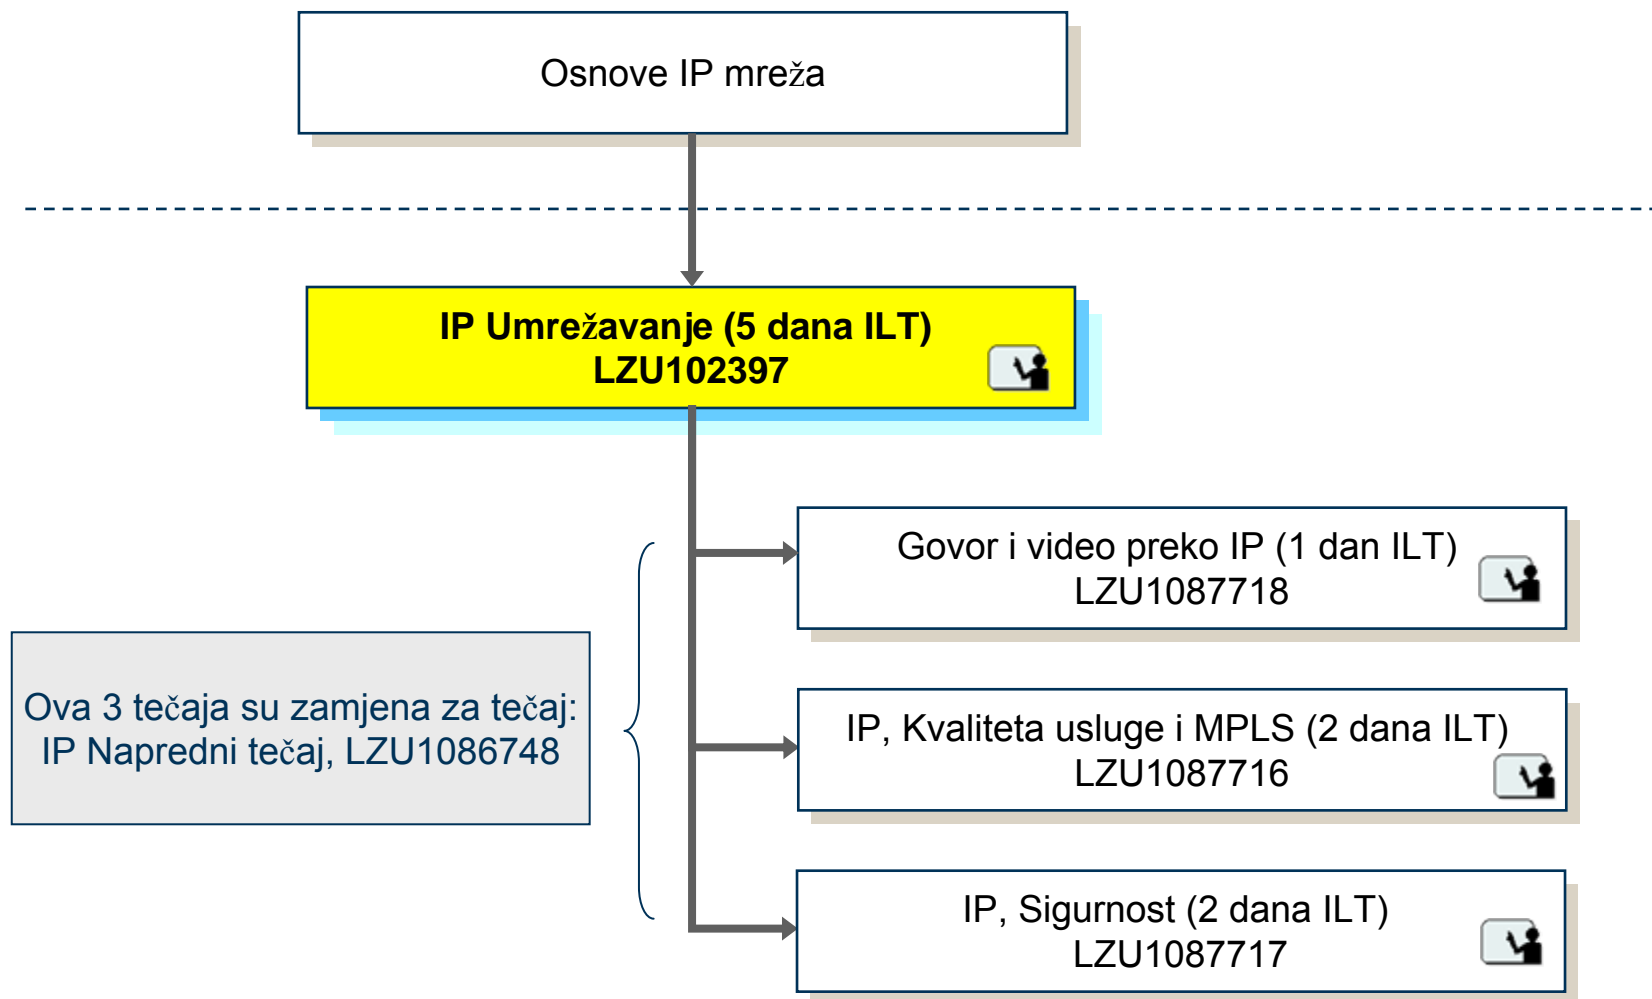 Osnove IP mreža
IP Umrežavanje (5 dana ILT)
LZU102397
Govor i video preko IP (1 dan ILT)
LZU1087718
Ova 3 tečaja su zamjena za tečaj:
IP Napredni tečaj, LZU1086748
IP, Kvaliteta usluge i MPLS (2 dana ILT)
LZU1087716
IP, Sigurnost (2 dana ILT)
LZU1087717